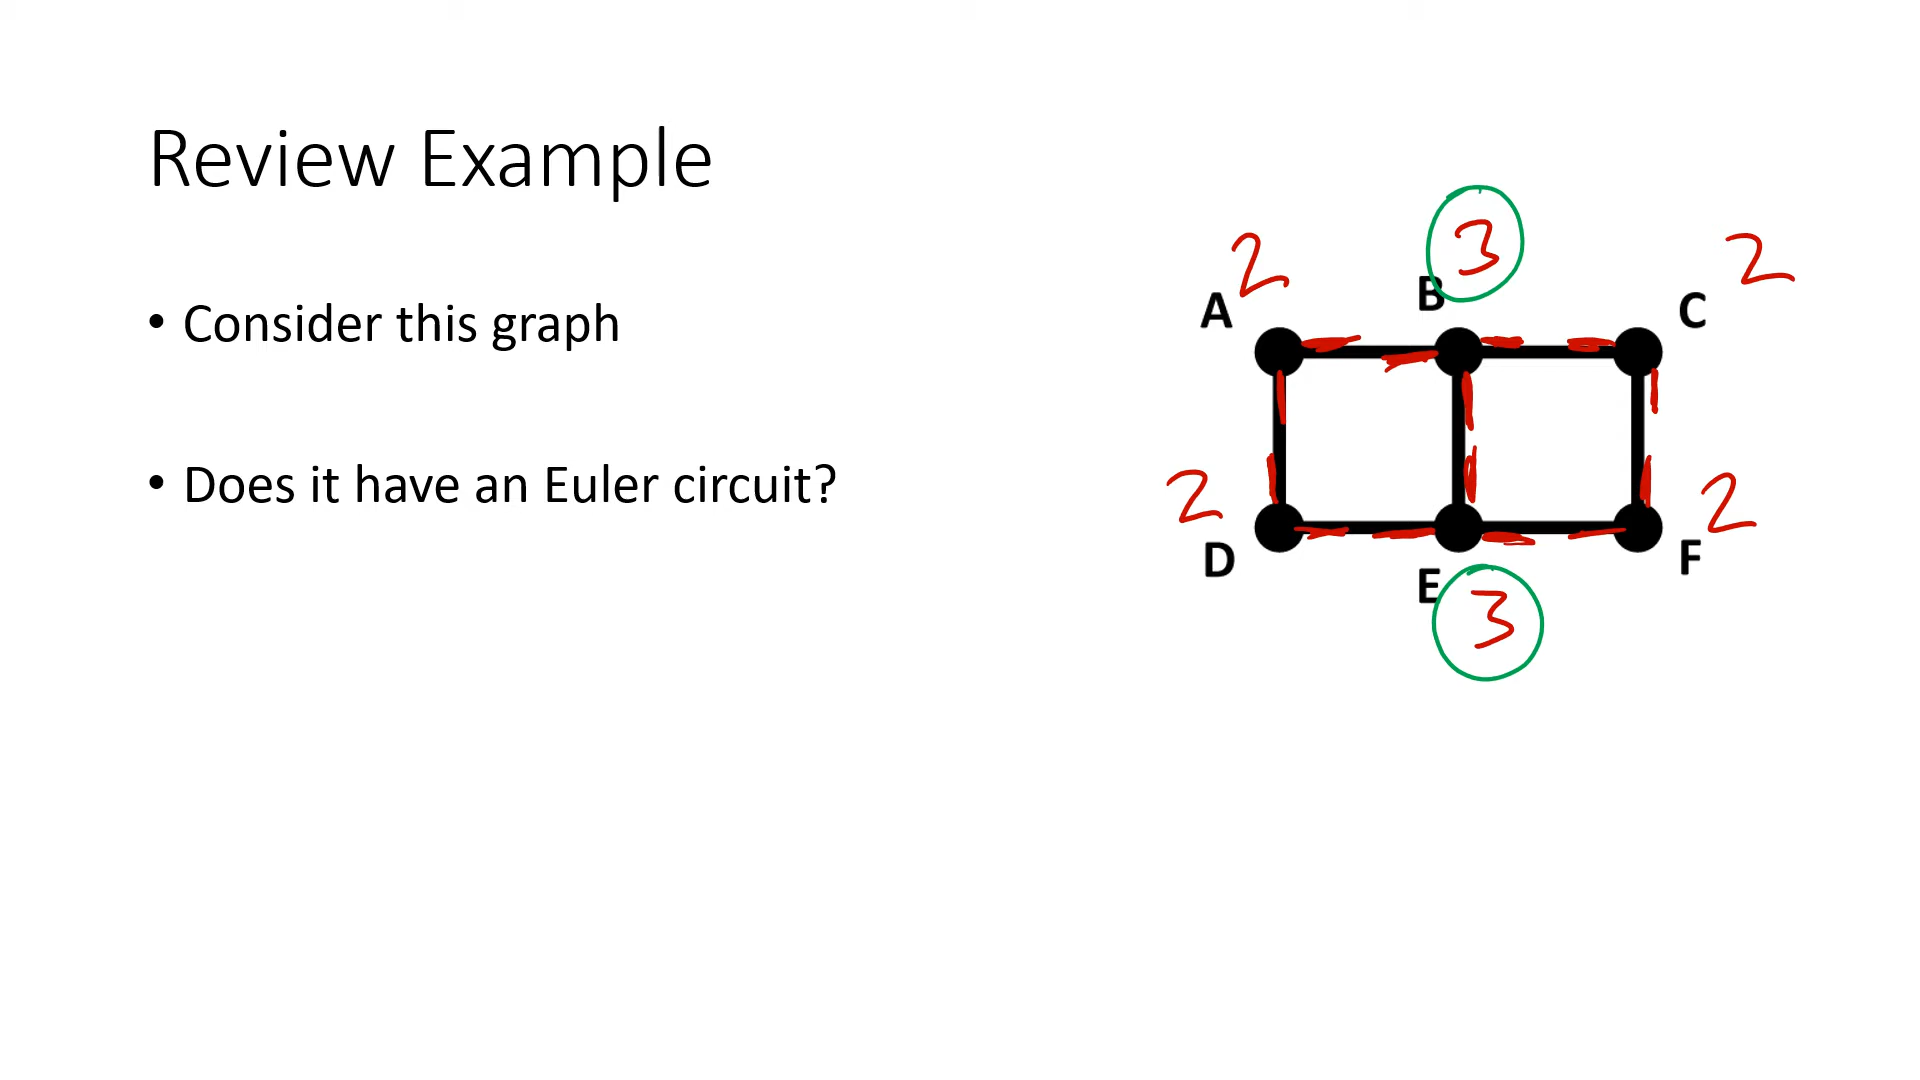 Review Example
• Consider this graph
• Does it have an Euler circuit?
2 3 2
A B C
2 2
D E F
3